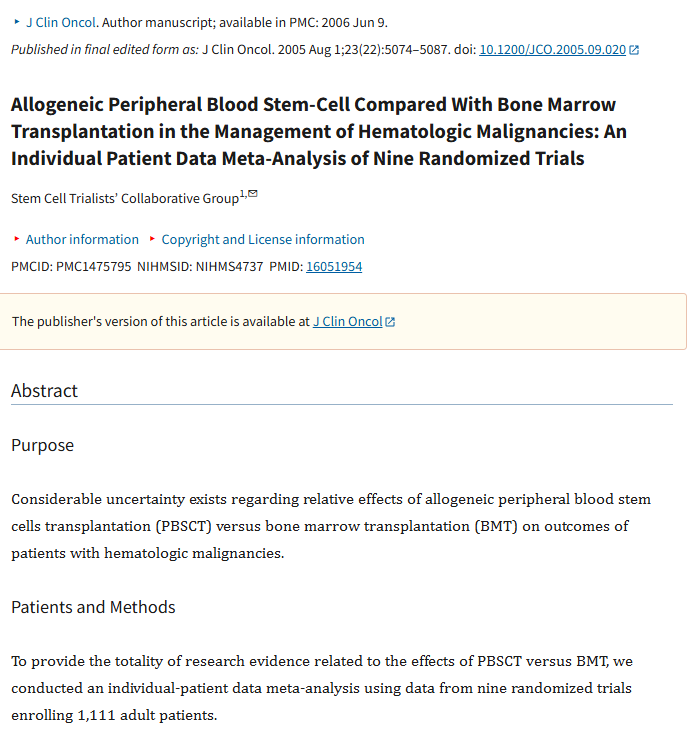 J Clin Oncol. Author manuscript; available in PMC: 2006 Jun 9.
Published in final edited form as: J Clin Oncol. 2005 Aug 1;23(22):5074–5087. doi: 10.1200/JCO.2005.09.020
Allogeneic Peripheral Blood Stem-Cell Compared With Bone Marrow
Transplantation in the Management of Hematologic Malignancies: An
Individual Patient Data Meta-Analysis of Nine Randomized Trials
Stem Cell Trialists’ Collaborative Group1,✉
Author information Copyright and License information
PMCID: PMC1475795 NIHMSID: NIHMS4737 PMID: 16051954
The publisher's version of this article is available at J Clin Oncol
Abstract
Purpose
Considerable uncertainty exists regarding relative effects of allogeneic peripheral blood stem
cells transplantation (PBSCT) versus bone marrow transplantation (BMT) on outcomes of
patients with hematologic malignancies.
Patients and Methods
To provide the totality of research evidence related to the effects of PBSCT versus BMT, we
conducted an individual-patient data meta-analysis using data from nine randomized trials
enrolling 1,111 adult patients.